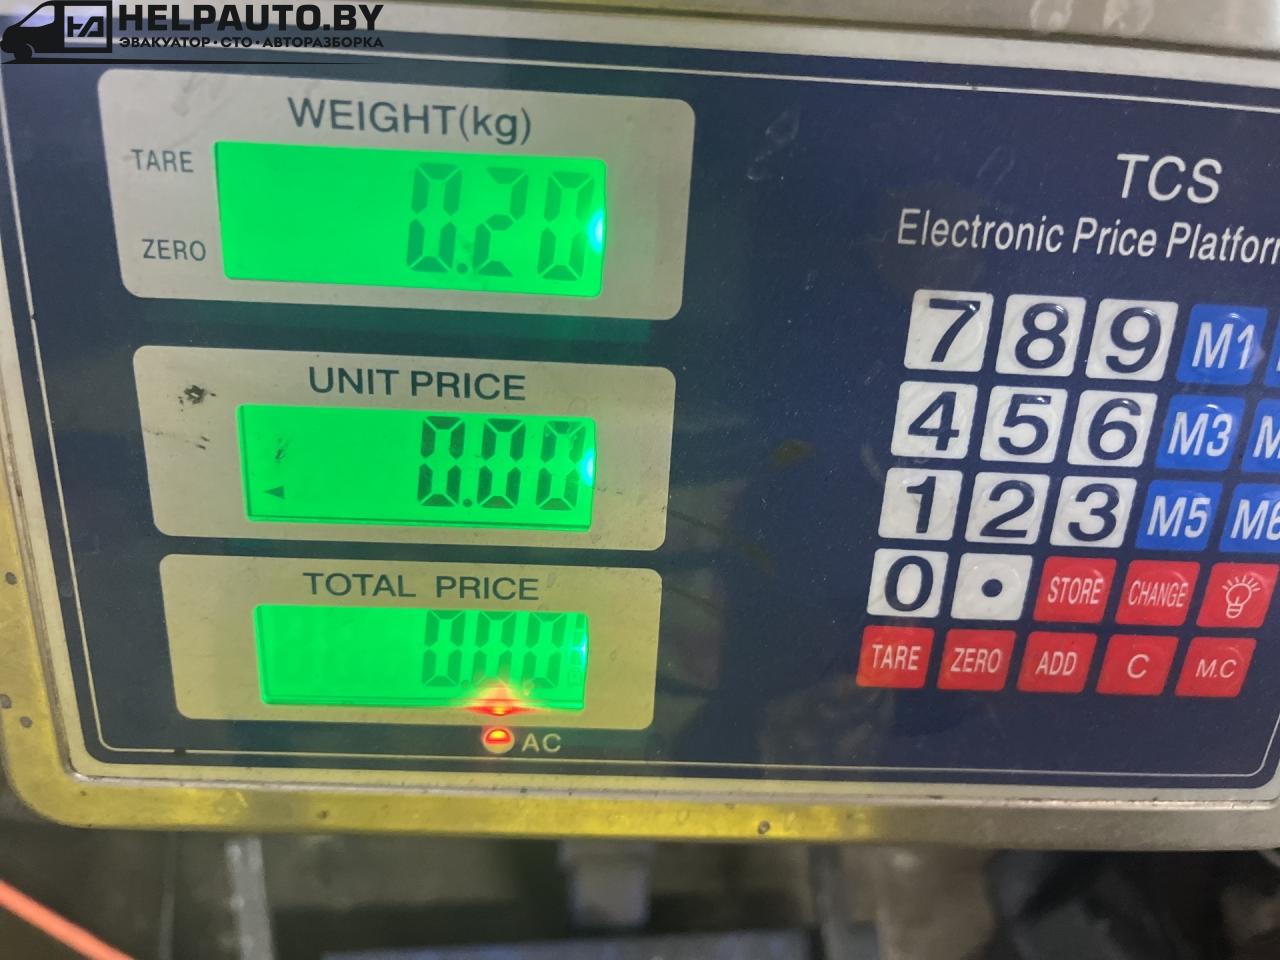 HELPAUTO.BY
ЭВАКУАТОР · СТО · АВТОРАЗБОРКА
WEIGHT(kg)
TARE
ZERO
0.20
UNIT PRICE
0.00
TOTAL PRICE
0.00
AC
TCS
Electronic Price Platform
7 8 9 M1
4 5 6 M3
1 2 3 M5 M6
0 . STORE CHANGE
TARE ZERO ADD C M.C